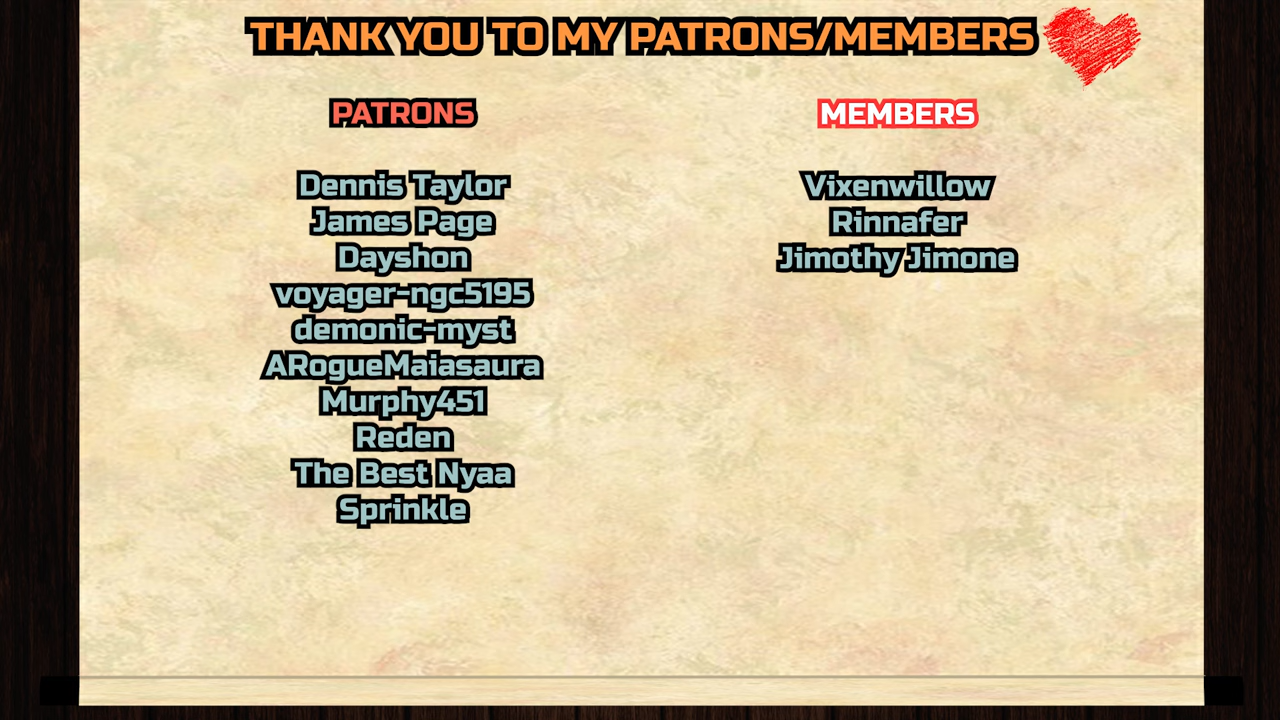 THANK YOU TO MY PATRONS/MEMBERS
PATRONS
Dennis Taylor
James Page
Dayshon
voyager-ngc5195
demonic-myst
ARogueMaiasaura
Murphy451
Reden
The Best Nyaa
Sprinkle
MEMBERS
Vixenwillow
Rinnafer
Jimothy Jimone